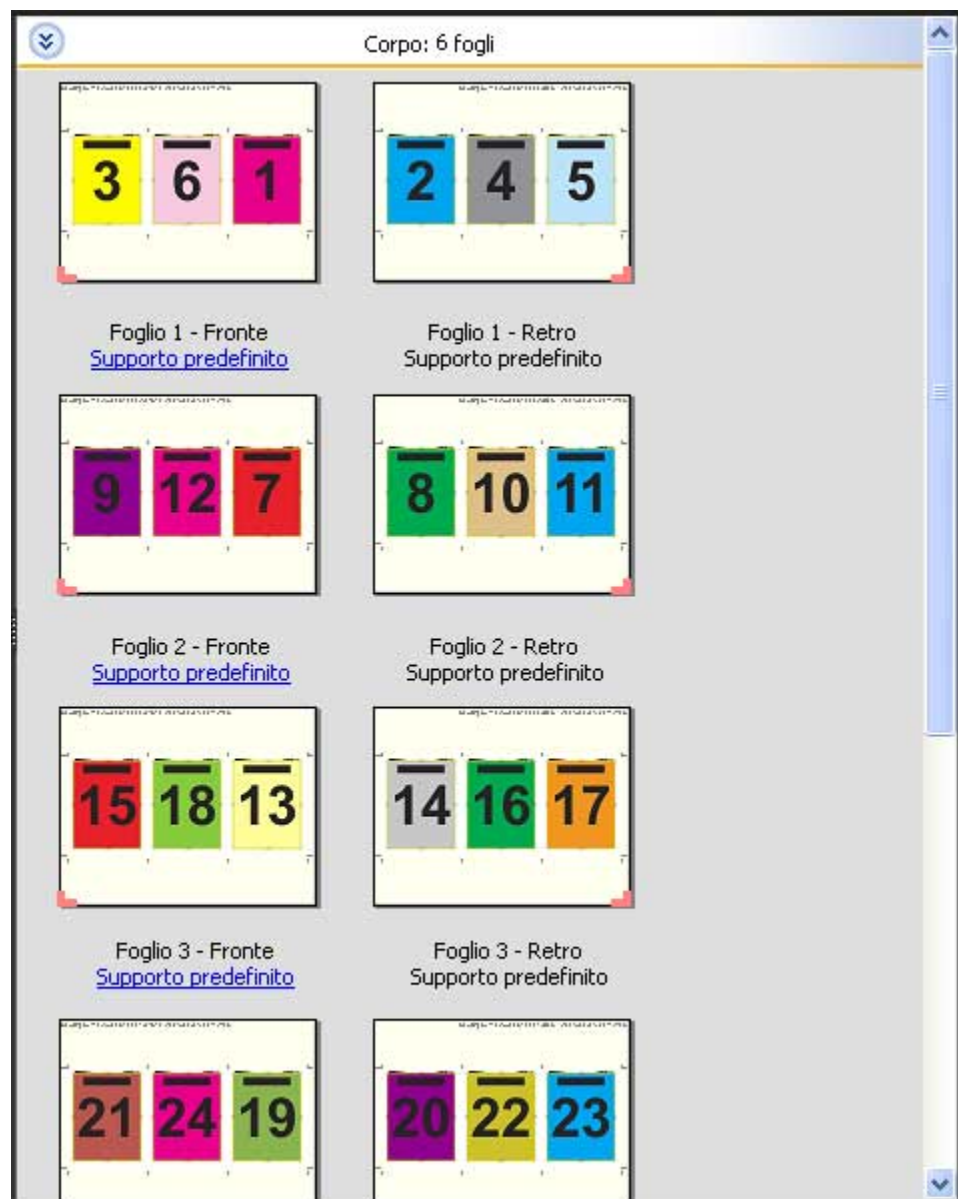 Corpo: 6 fogli
3 6 1
2 4 5
Foglio 1 - Fronte
Supporto predefinito
Foglio 1 - Retro
Supporto predefinito
9 12 7
8 10 11
Foglio 2 - Fronte
Supporto predefinito
Foglio 2 - Retro
Supporto predefinito
15 18 13
14 16 17
Foglio 3 - Fronte
Supporto predefinito
Foglio 3 - Retro
Supporto predefinito
21 24 19
20 22 23